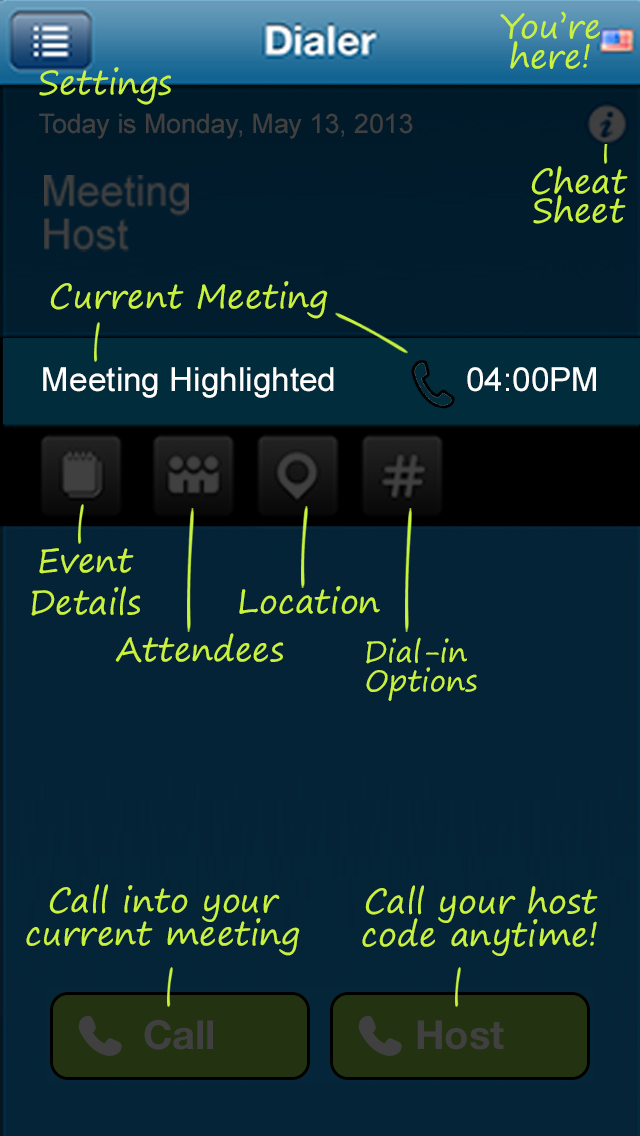 Dialer
You're
here!
Settings
Today is Monday, May 13, 2013
Cheat
Sheet
Meeting
Host
Current Meeting
Meeting Highlighted 04:00PM
Event
Details
Attendees
Location
Dial-in
Options
Call into your
current meeting
Call your host
code anytime!
Call
Host